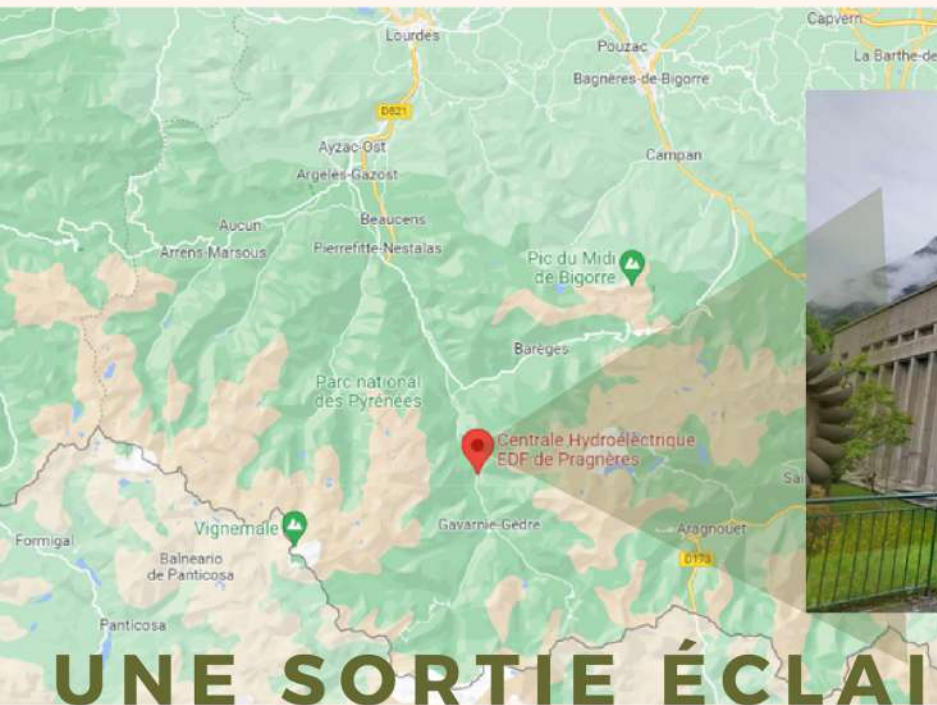 Lourdes
Capvern
Pouzac
La Barthe-de
Bagnères-de-Bigorre
D821
Ayzac-Ost
Argelès-Gazost
Campan
Aucun
Beaucens
Arrens-Marsous
Pierrefitte-Nestalas
Pic du Midi
de Bigorre
Barèges
Parc national
des Pyrénées
Centrale Hydroélectrique
EDF de Pragnères
Sai
Vignemale
Gavarnie-Gèdre
Aragnouet
Formigal
Balneario
de Panticosa
D173
Panticosa
UNE SORTIE ÉCLAI